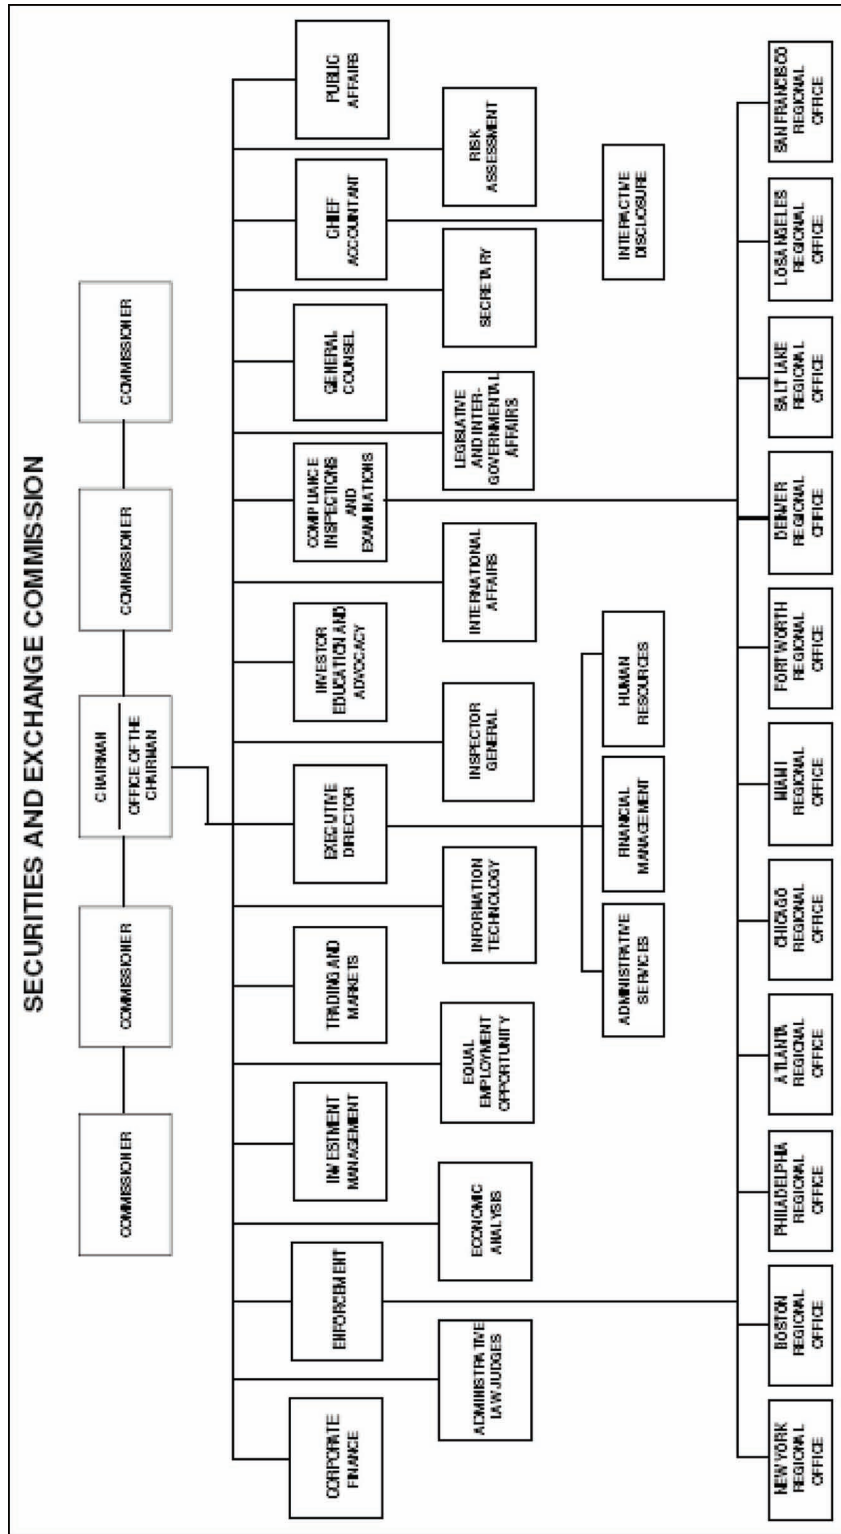 SECURITIES AND EXCHANGE COMMISSION
COMMISSIONER
COMMISSIONER
CHAIRMAN
OFFICE OF THE
CHAIRMAN
COMMISSIONER
COMMISSIONER
CORPORATE
FINANCE
ENFORCEMENT
INVESTMENT
MANAGEMENT
TRADING AND
MARKETS
EXECUTIVE
DIRECTOR
INVESTOR
EDUCATION AND
ADVOCACY
COMPLIANCE
INSPECTIONS
AND
EXAMINATIONS
GENERAL
COUNSEL
CHIEF
ACCOUNTANT
PUBLIC
AFFAIRS
ADMINISTRATIVE
LAW JUDGES
ECONOMIC
ANALYSIS
EQUAL
EMPLOYMENT
OPPORTUNITY
INFORMATION
TECHNOLOGY
INSPECTOR
GENERAL
INTERNATIONAL
AFFAIRS
LEGISLATIVE
AND INTER-
GOVERNMENTAL
AFFAIRS
SECRETARY
RISK
ASSESSMENT
ADMINISTRATIVE
SERVICES
FINANCIAL
MANAGEMENT
HUMAN
RESOURCES
INTERACTIVE
DISCLOSURE
NEW YORK
REGIONAL
OFFICE
BOSTON
REGIONAL
OFFICE
PHILADELPHIA
REGIONAL
OFFICE
ATLANTA
REGIONAL
OFFICE
CHICAGO
REGIONAL
OFFICE
MIAMI
REGIONAL
OFFICE
FORT WORTH
REGIONAL
OFFICE
DENVER
REGIONAL
OFFICE
SALT LAKE
REGIONAL
OFFICE
LOS ANGELES
REGIONAL
OFFICE
SAN FRANCISCO
REGIONAL
OFFICE